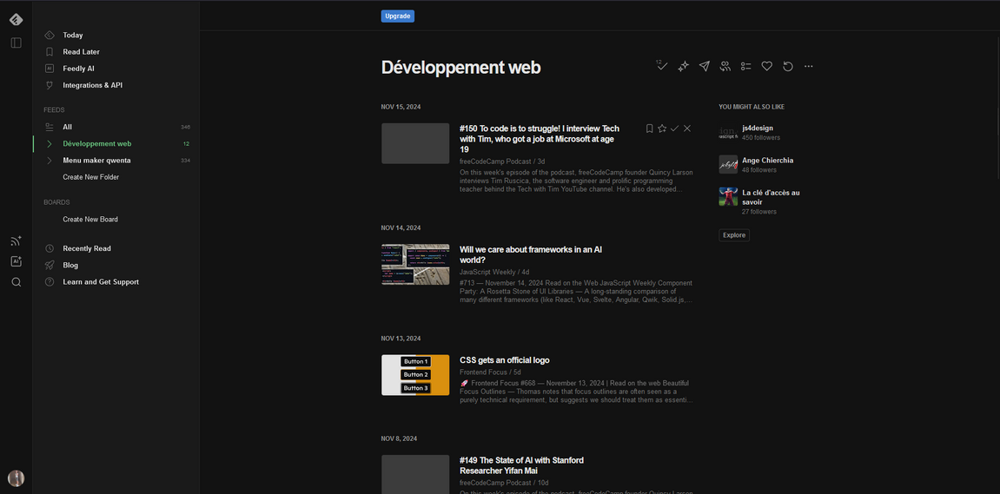 Upgrade
Today
Read Later
Feedly AI
Integrations & API
FEEDS
All 346
Développement web 12
Menu maker qwenta 334
Create New Folder
BOARDS
Create New Board
Recently Read
Blog
Learn and Get Support
Développement web
12
NOV 15, 2024
#150 To code is to struggle! I interview Tech
with Tim, who got a job at Microsoft at age
19
freeCodeCamp Podcast / 3d
On this week's episode of the podcast, freeCodeCamp founder Quincy Larson
interviews Tim Ruscica, the software engineer and prolific programming
teacher behind the Tech with Tim YouTube channel. He's also developed…
NOV 14, 2024
Will we care about frameworks in an AI
world?
JavaScript Weekly / 4d
#713 — November 14, 2024 Read on the Web JavaScript Weekly Component
Party: A Rosetta Stone of UI Libraries — A long-standing comparison of
many different frameworks (like React, Vue, Svelte, Angular, Qwik, Solid.js,…
NOV 13, 2024
Button 1
Button 2
Button 3
CSS gets an official logo
Frontend Focus / 5d
🚀 Frontend Focus #668 — November 13, 2024 | Read on the web Beautiful
Focus Outlines — Thomas notes that focus outlines are often seen as a
purely technical requirement, but suggests we should treat them as essenti…
NOV 8, 2024
#149 The State of AI with Stanford
Researcher Yifan Mai
freeCodeCamp Podcast / 10d
On this week's episode of the podcast, freeCodeCamp founder Quincy Larson
YOU MIGHT ALSO LIKE
js4design
450 followers
Ange Chierchia
48 followers
La clé d'accès au
savoir
27 followers
Explore